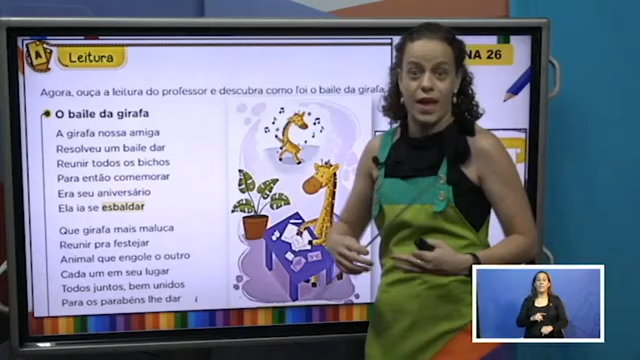 A Leitura
NA 26
Agora, ouça a leitura do professor e descubra como foi o baile da girafa.
O baile da girafa
A girafa nossa amiga
Resolveu um baile dar
Reunir todos os bichos
Para então comemorar
Era seu aniversário
Ela ia se esbaldar
Que girafa mais maluca
Reunir pra festejar
Animal que engole o outro
Cada um em seu lugar
Todos juntos, bem unidos
Para os parabéns lhe dar